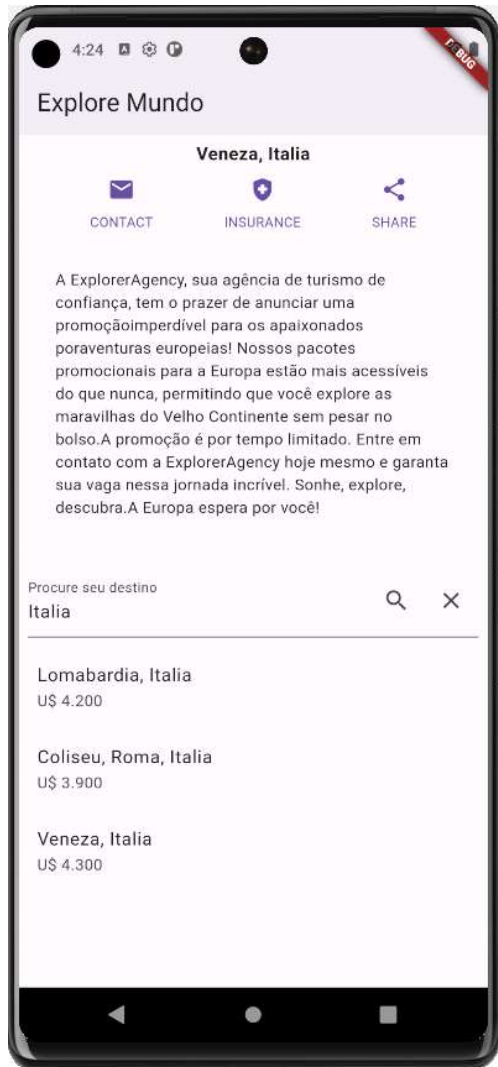 4:24
DEBUG
Explore Mundo
Veneza, Italia
CONTACT INSURANCE SHARE
A ExplorerAgency, sua agência de turismo de
confiança, tem o prazer de anunciar uma
promoçãoimperdível para os apaixonados
poraventuras europeias! Nossos pacotes
promocionais para a Europa estão mais acessíveis
do que nunca, permitindo que você explore as
maravilhas do Velho Continente sem pesar no
bolso.A promoção é por tempo limitado. Entre em
contato com a ExplorerAgency hoje mesmo e garanta
sua vaga nessa jornada incrível. Sonhe, explore,
descubra.A Europa espera por você!
Procure seu destino
Italia
Lomabardia, Italia
U$ 4.200
Coliseu, Roma, Italia
U$ 3.900
Veneza, Italia
U$ 4.300